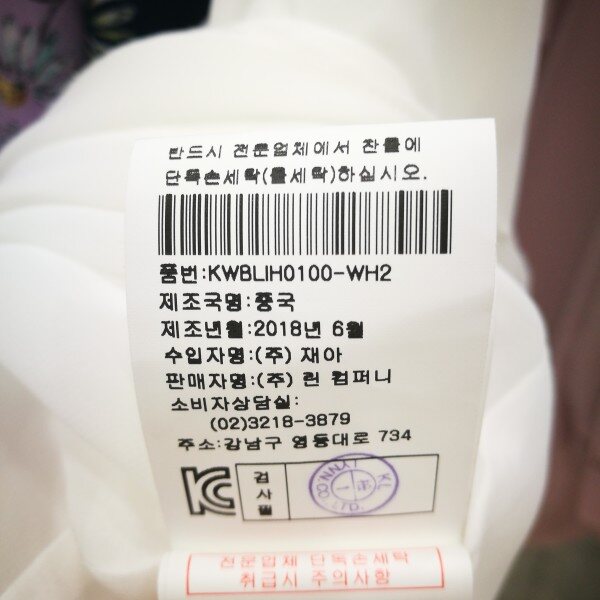 반드시 전문업체에서 찬물에
단독손세탁(물세탁)하십시오.
품번:KWBLIH0100-WH2
제조국명:중국
제조년월:2018년 6월
수입자명:(주) 재아
판매자명:(주) 린 컴퍼니
소비자상담실:
(02)3218-3879
주소:강남구 영동대로 734
KC
검사필
전문업체 단독손세탁
취급시 주의사항